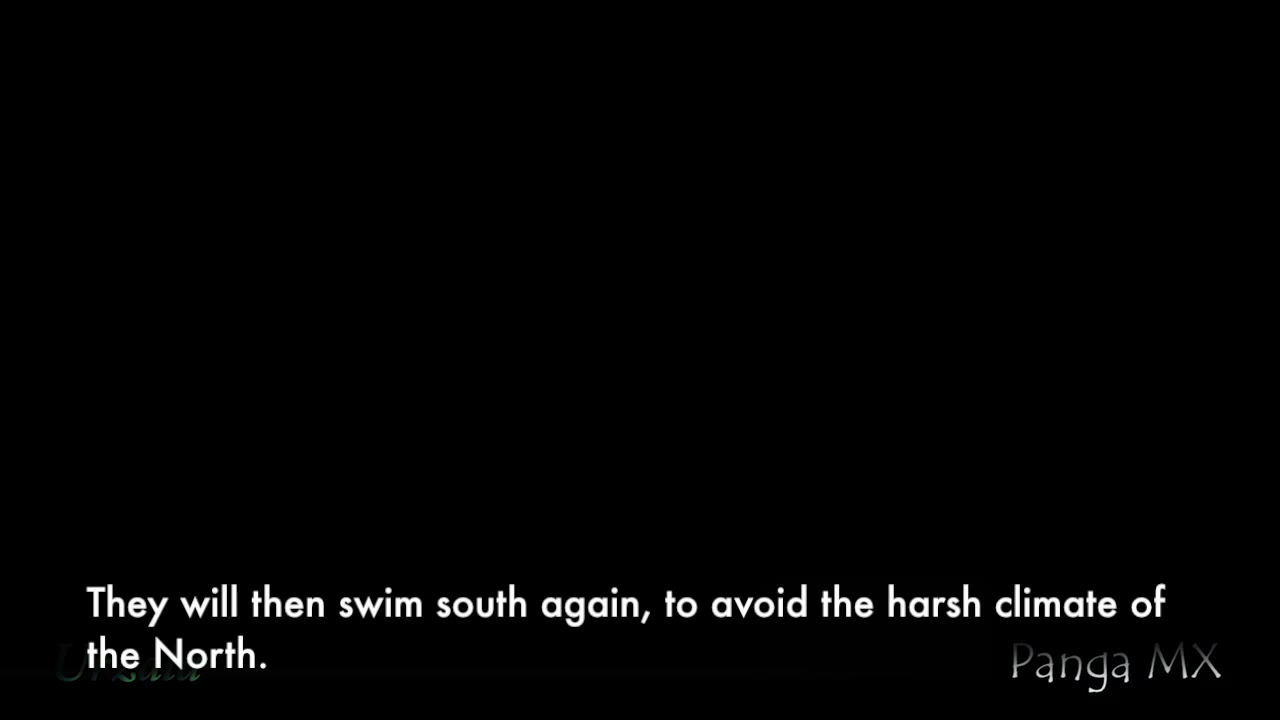 They will then swim south again, to avoid the harsh climate of
the North.
Panga MX